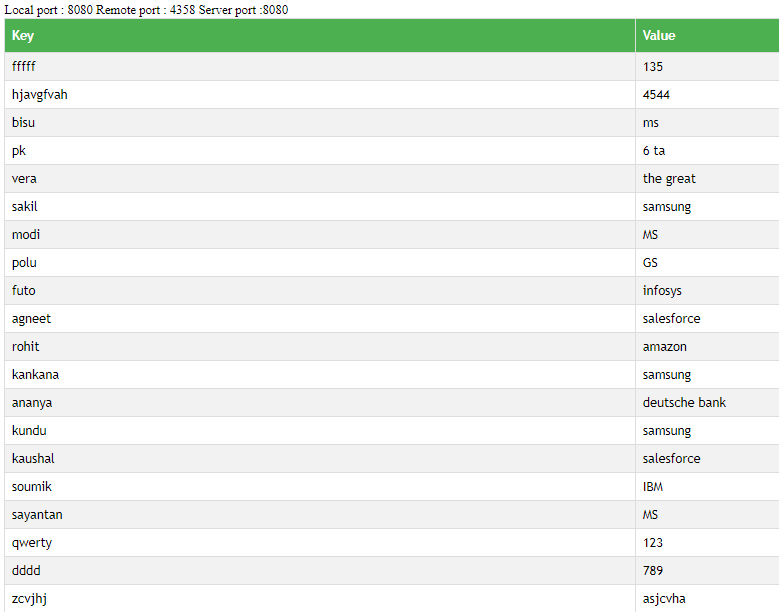 Local port : 8080 Remote port : 4358 Server port :8080
Key Value
fffff 135
hjavgfvah 4544
bisu ms
pk 6 ta
vera the great
sakil samsung
modi MS
polu GS
futo infosys
agneet salesforce
rohit amazon
kankana samsung
ananya deutsche bank
kundu samsung
kaushal salesforce
soumik IBM
sayantan MS
qwerty 123
dddd 789
zcvjhj asjcvha